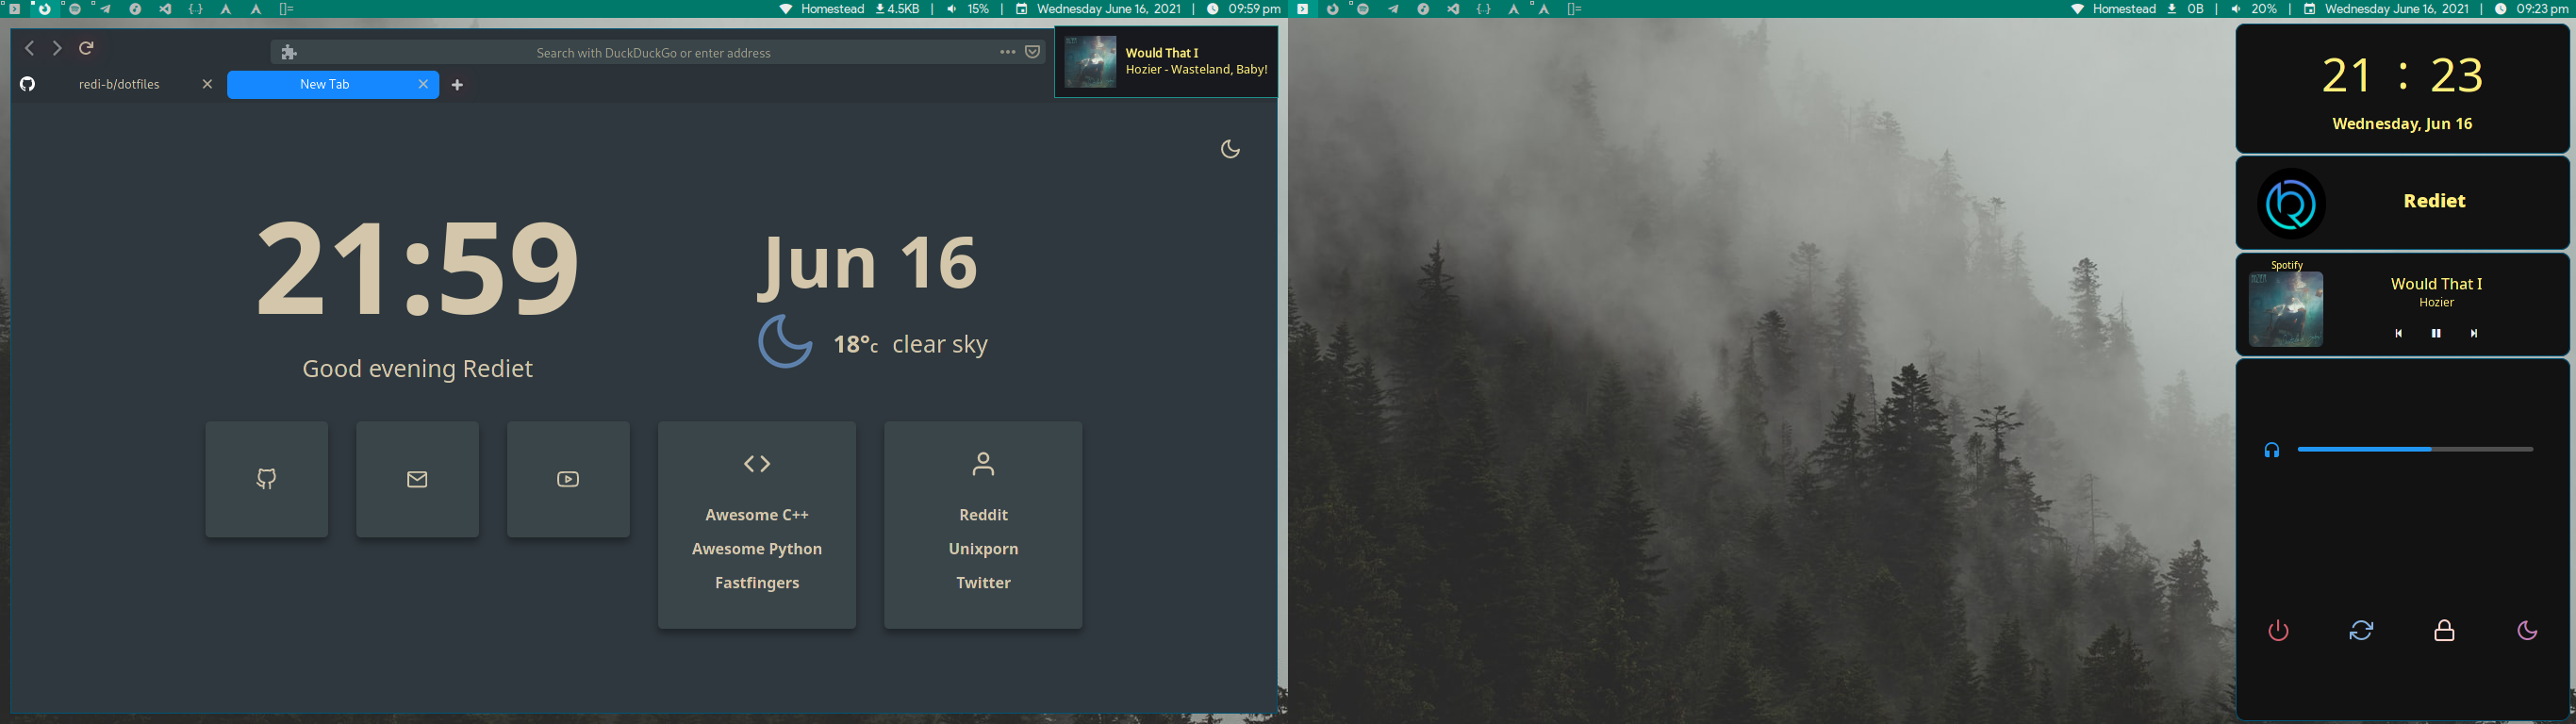 {..}
[]=
Homestead 4.5KB | 15% | Wednesday June 16, 2021 | 09:59 pm
Search with DuckDuckGo or enter address
redi-b/dotfiles
New Tab
Would That I
Hozier - Wasteland, Baby!
21:59
Good evening Rediet
Jun 16
18°c clear sky
Awesome C++
Awesome Python
Fastfingers
Reddit
Unixporn
Twitter
{..}
[]=
Homestead 0B | 20% | Wednesday June 16, 2021 | 09:23 pm
21 : 23
Wednesday, Jun 16
Rediet
Spotify
Would That I
Hozier